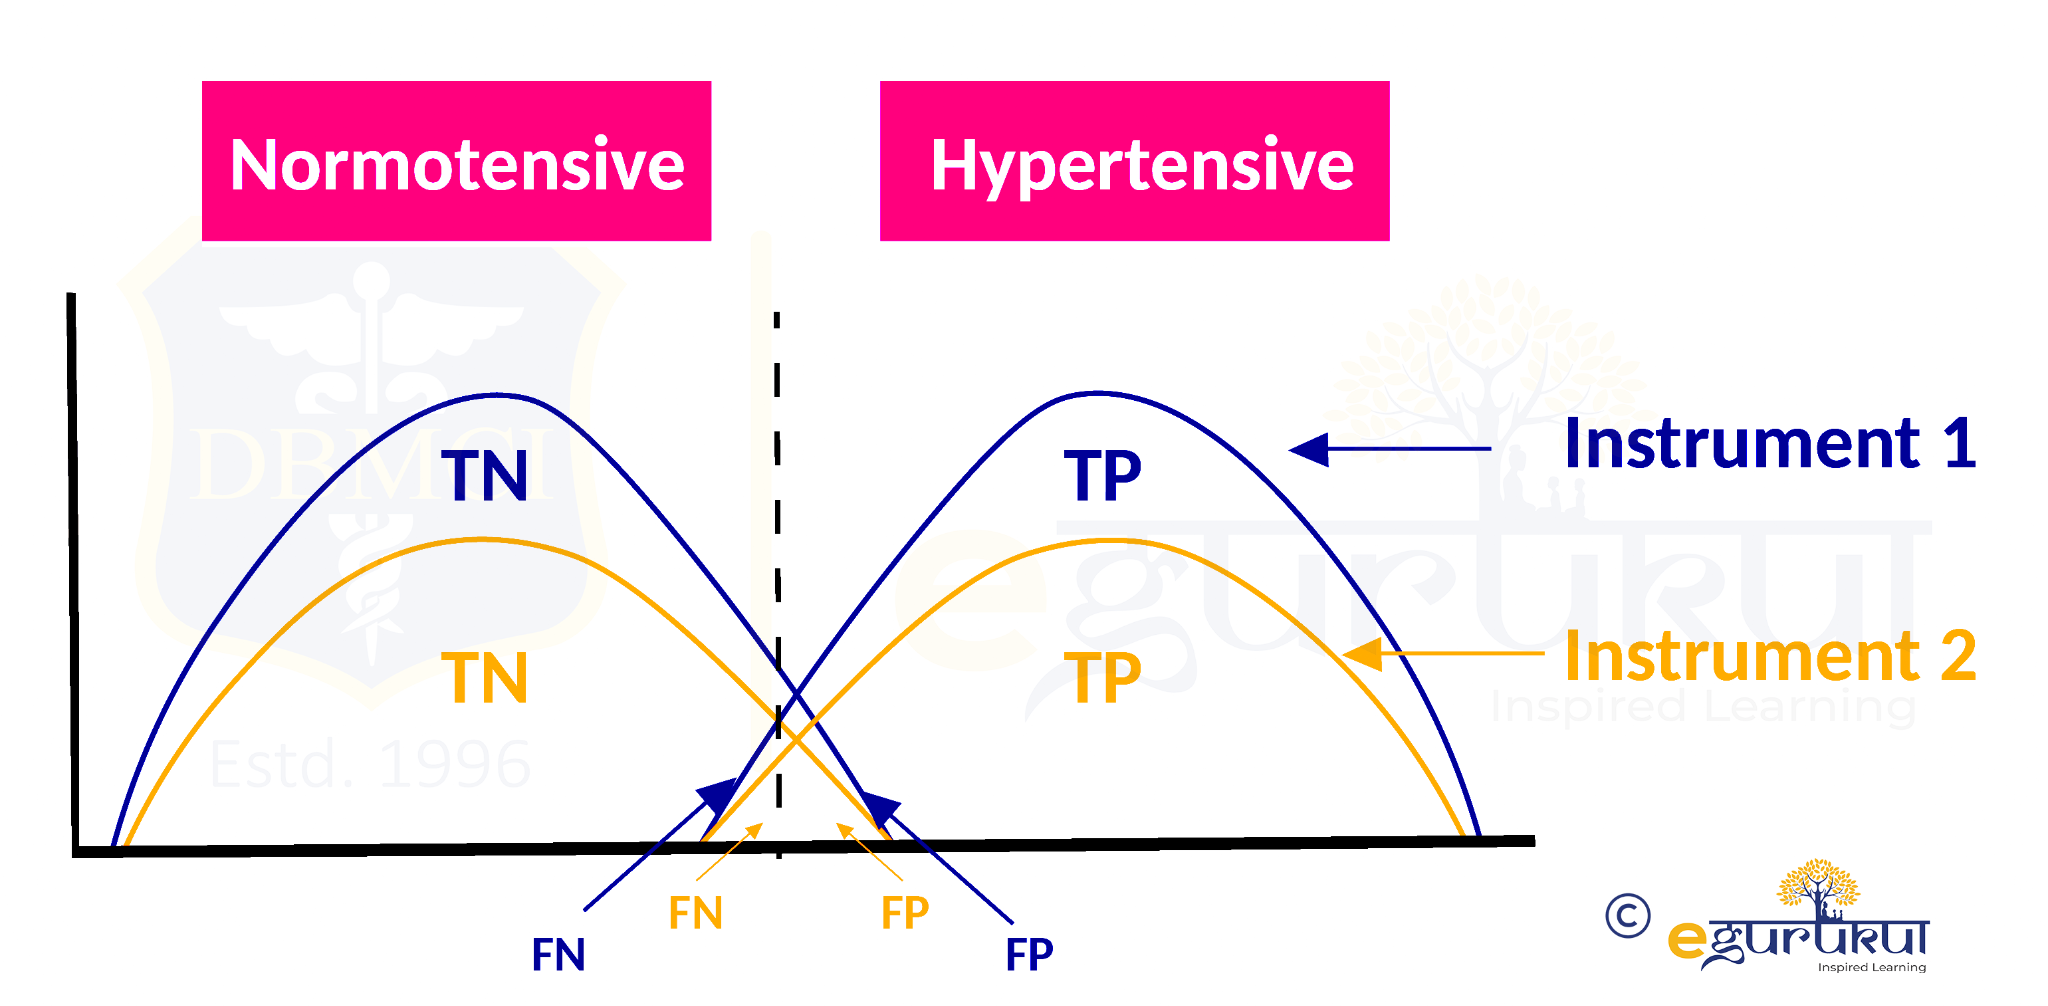 Normotensive
Hypertensive
DBMCI
TN
TP
Instrument 1
TN
TP
Instrument 2
egurukul
Inspired Learning
Estd. 1996
FN
FP
FN
FP
©
egurukul
Inspired Learning